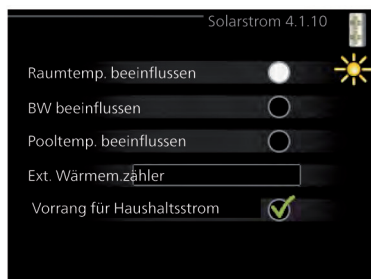 Solarstrom 4.1.10
Raumtemp. beeinflussen
BW beeinflussen
Pooltemp. beeinflussen
Ext. Wärmem.zähler
Vorrang für Haushaltsstrom